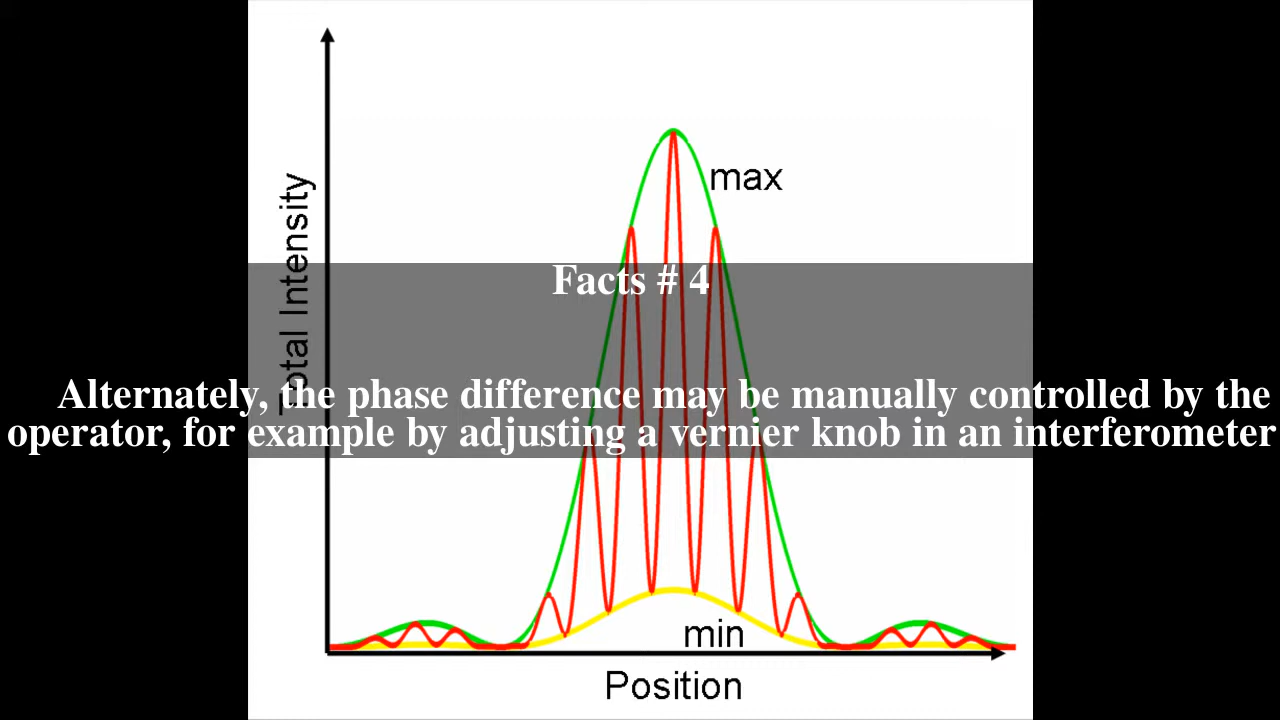 max
Total Intensity
Facts # 4
Alternately, the phase difference may be manually controlled by the
operator, for example by adjusting a vernier knob in an interferometer
min
Position